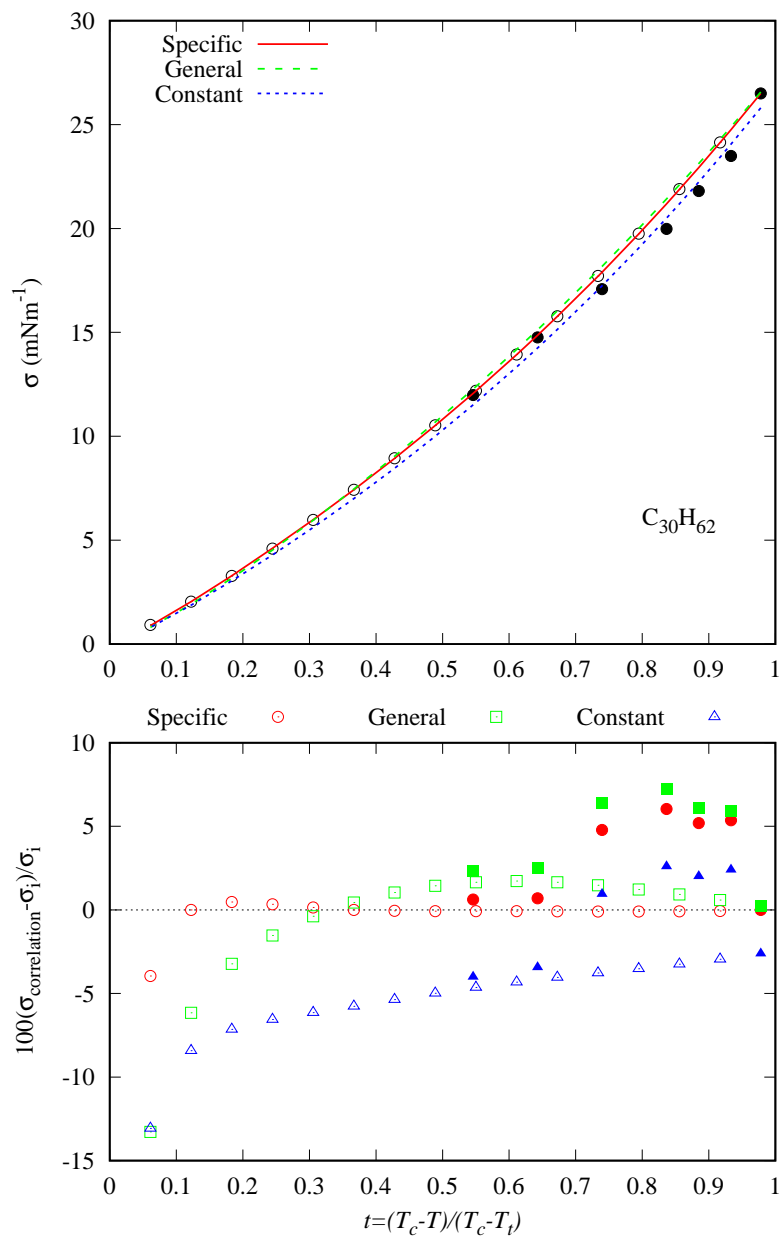 30
25
20
15
10
5
0
σ (mNm⁻¹)
Specific
General
Constant
C₃₀H₆₂
0 0.1 0.2 0.3 0.4 0.5 0.6 0.7 0.8 0.9 1
Specific General Constant
10
5
0
-5
-10
-15
100(σcorrelation-σᵢ)/σᵢ
0 0.1 0.2 0.3 0.4 0.5 0.6 0.7 0.8 0.9 1
t=(T_c-T)/(T_c-T_t)